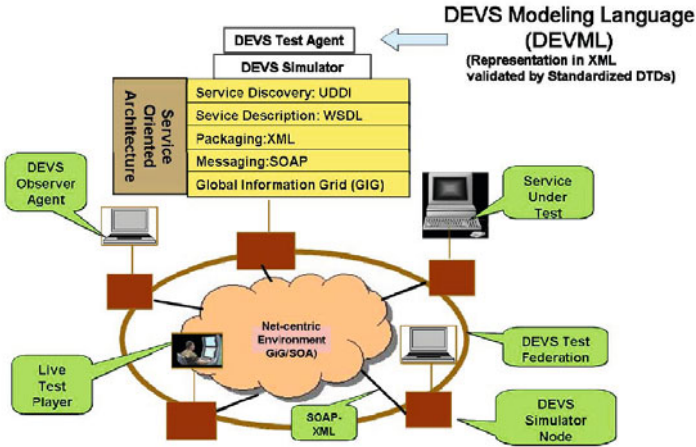 DEVS Modeling Language
(DEVML)
(Representation in XML
validated by Standardized DTDs)
DEVS Test Agent
DEVS Simulator
Service
Oriented
Architecture
Service Discovery: UDDI
Sevice Description: WSDL
Packaging:XML
Messaging:SOAP
Global Information Grid (GIG)
DEVS
Observer
Agent
Service
Under
Test
Net-centric
Environment
GiG/SOA)
Live
Test
Player
DEVS Test
Federation
SOAP-
XML
DEVS
Simulator
Node